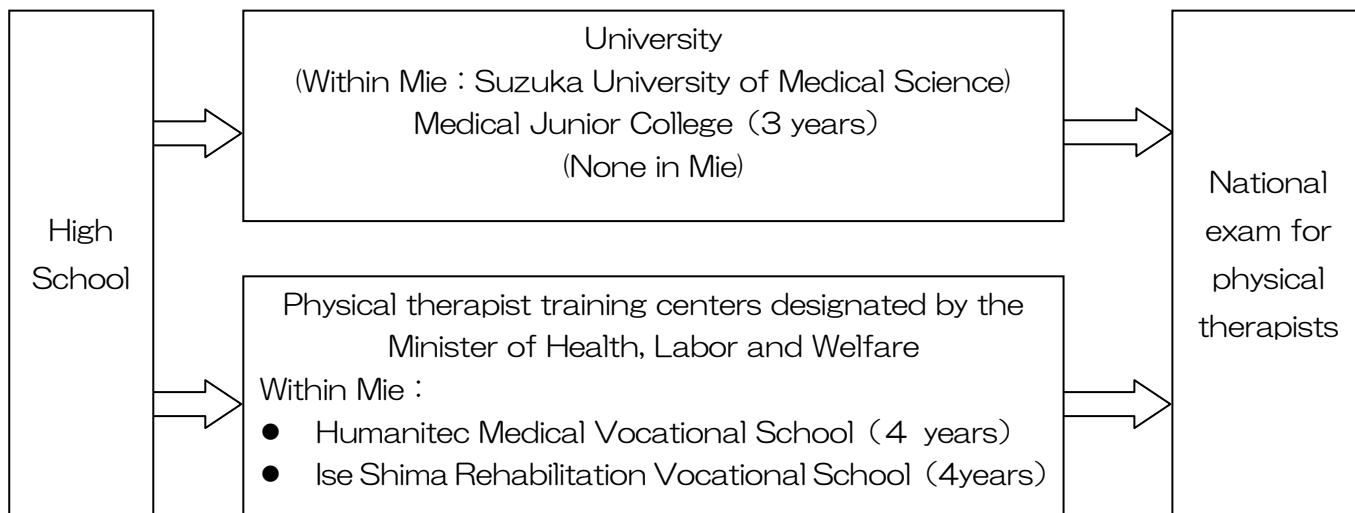 High
School
University
(Within Mie：Suzuka University of Medical Science)
Medical Junior College（3 years）
(None in Mie)
Physical therapist training centers designated by the
Minister of Health, Labor and Welfare
Within Mie：
● Humanitec Medical Vocational School（4 years）
● Ise Shima Rehabilitation Vocational School（4years）
National
exam for
physical
therapists